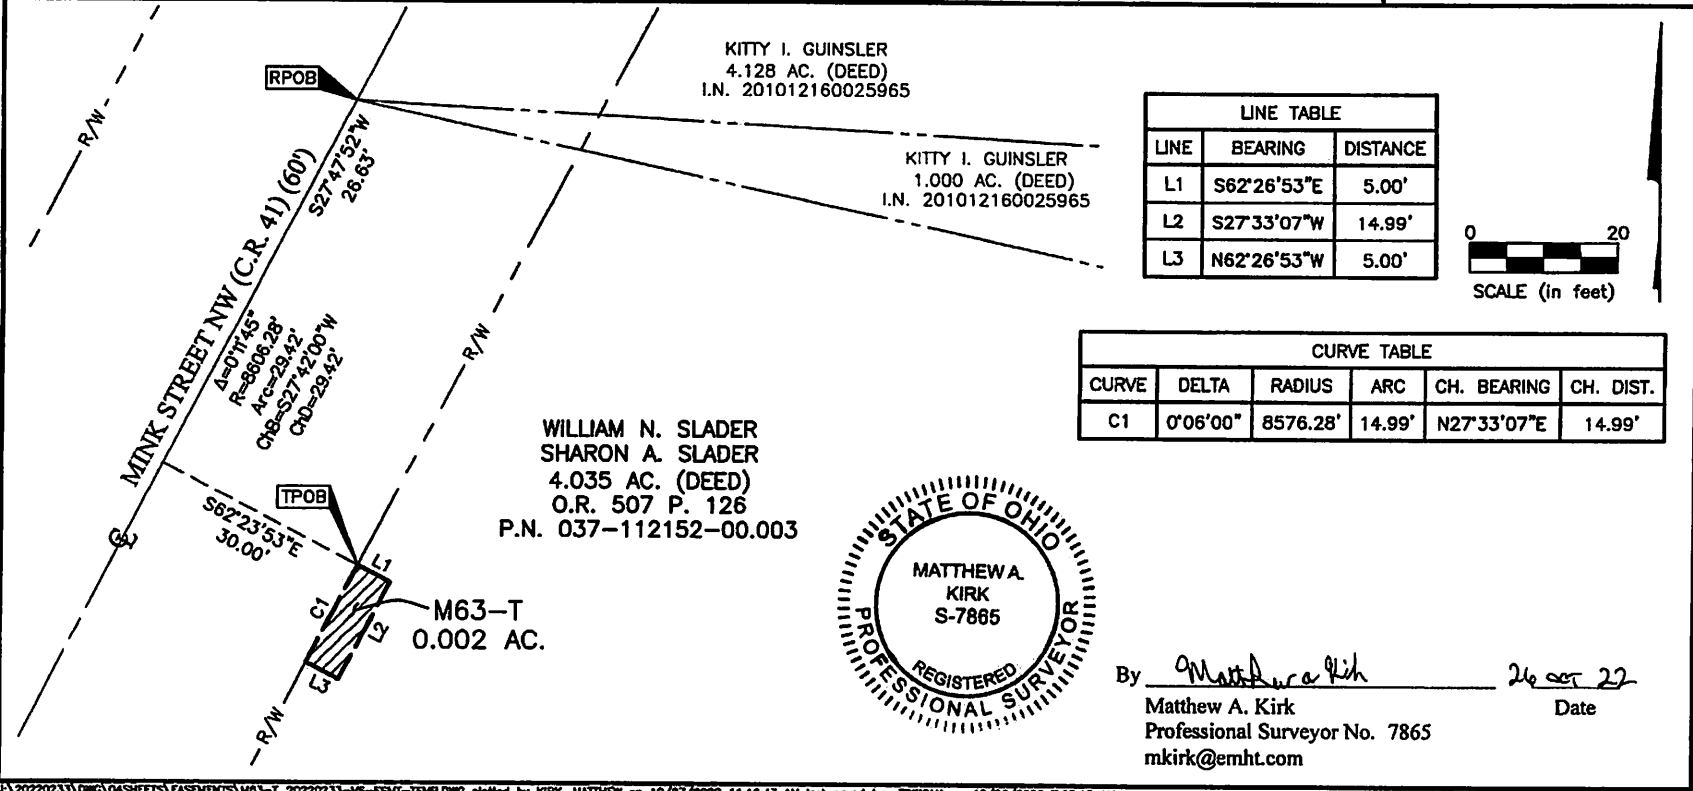 KITTY I. GUINSLER
4.128 AC. (DEED)
I.N. 201012160025965
RPOB
R/W
S27°47'52"W
26.63'
KITTY I. GUINSLER
1.000 AC. (DEED)
I.N. 201012160025965
MINK STREET NW (C.R. 41) (60')
Δ=0°11'45"
R=8606.28'
Arc=29.42'
ChB=S27°42'00"W
ChD=29.42'
R/W
LINE TABLE
LINE BEARING DISTANCE
L1 S62°26'53"E 5.00'
L2 S27°33'07"W 14.99'
L3 N62°26'53"W 5.00'
0 20
SCALE (in feet)
CURVE TABLE
CURVE DELTA RADIUS ARC CH. BEARING CH. DIST.
C1 0°06'00" 8576.28' 14.99' N27°33'07"E 14.99'
WILLIAM N. SLADER
SHARON A. SLADER
4.035 AC. (DEED)
O.R. 507 P. 126
P.N. 037-112152-00.003
TPOB
S62°23'53"E
30.00'
L1
C1
L2
L3
M63-T
0.002 AC.
R/W
STATE OF OHIO
MATTHEW A.
KIRK
S-7865
REGISTERED
PROFESSIONAL SURVEYOR
By Matthew A Kirk 26 OCT 22
Matthew A. Kirk Date
Professional Surveyor No. 7865
mkirk@emht.com